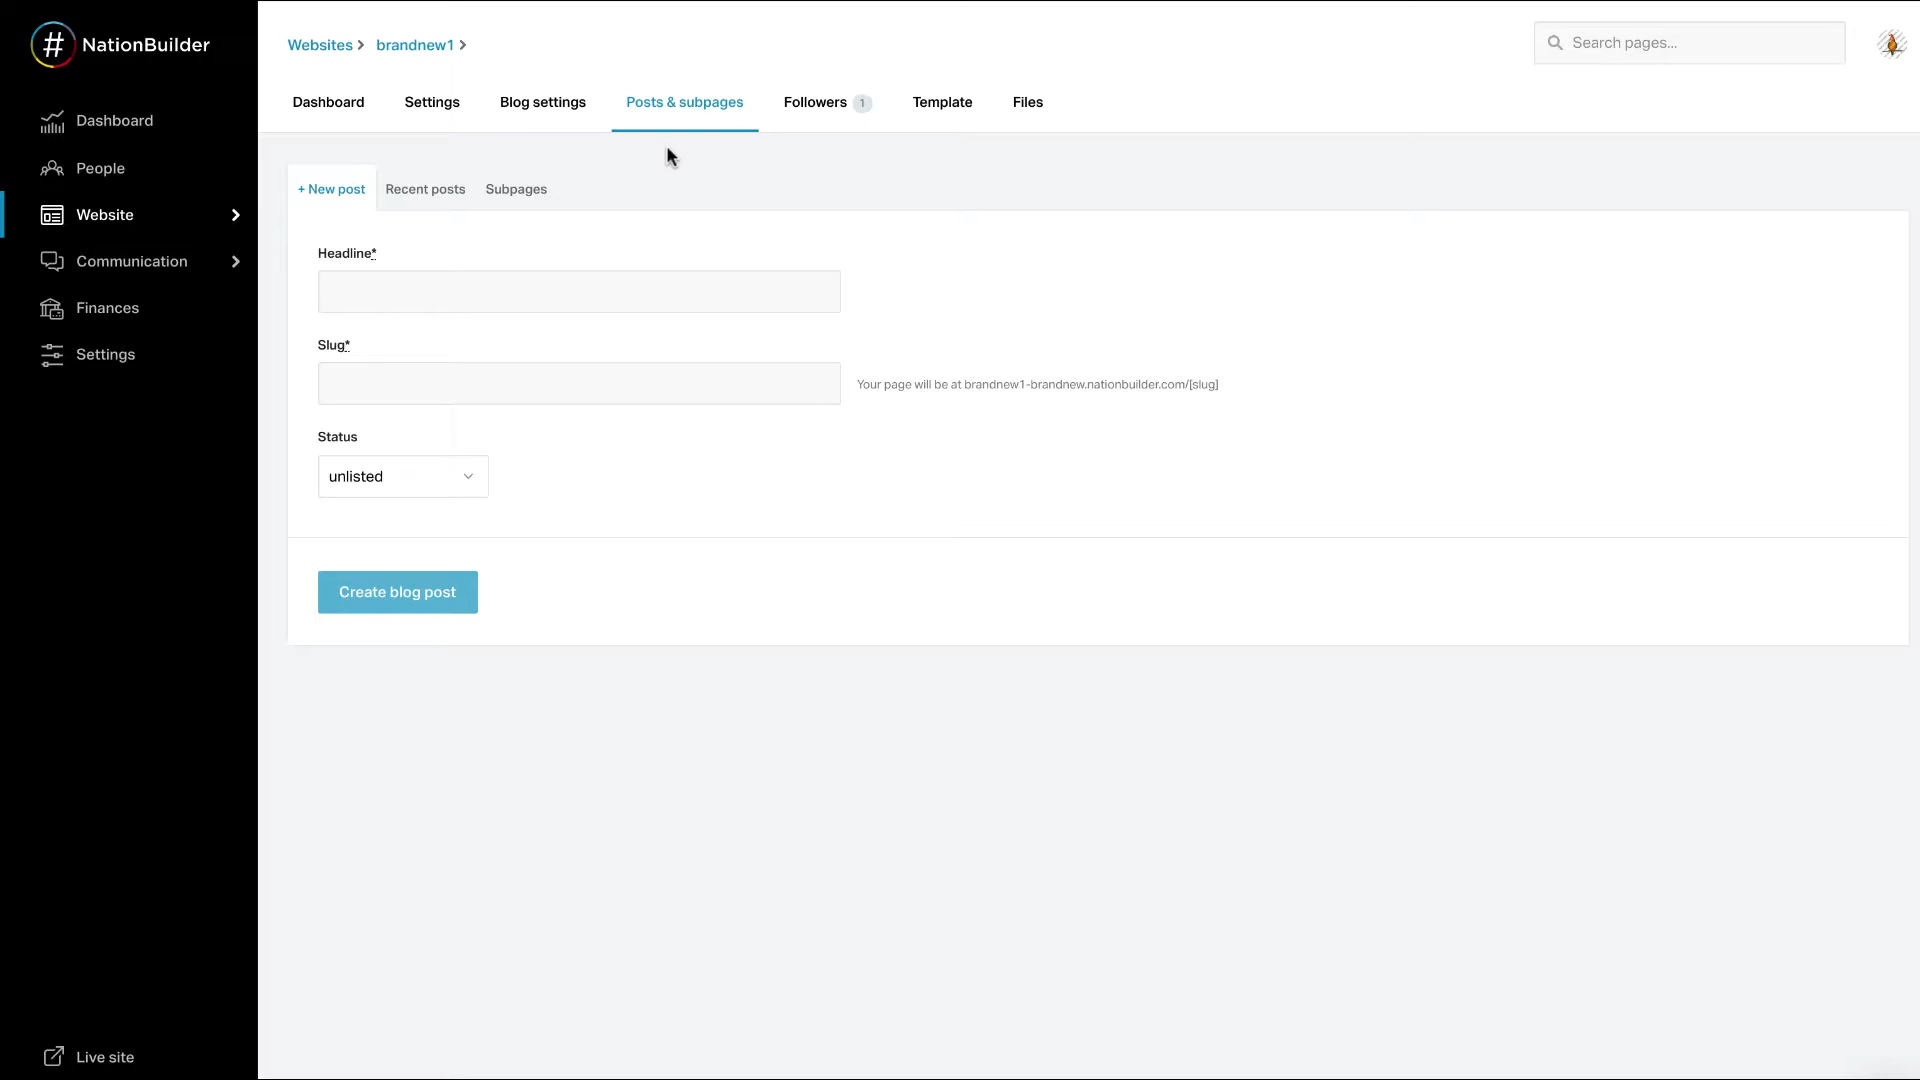 # NationBuilder
Websites
brandnew1
Search pages...
Dashboard
Settings
Blog settings
Posts & subpages
Followers 1
Template
Files
Dashboard
People
Website
Communication
Finances
Settings
Live site
+ New post
Recent posts
Subpages
Headline*
Slug*
Your page will be at brandnew1-brandnew.nationbuilder.com/[slug]
Status
unlisted
Create blog post